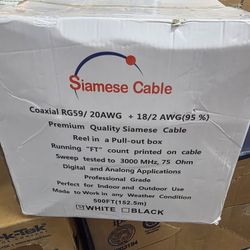 Siamese Cable
Coaxial RG59/ 20AWG + 18/2 AWG(95 %)
Premium Quality Siamese Cable
Reel in a Pull-out box
Running "FT" count printed on cable
Sweep tested to 3000 MHz, 75 Ohm
Digital and Analong Applications
Professional Grade
Perfect for Indoor and Outdoor Use
Made to Work in any Weather Condition
500FT(152.5m)
WHITE BLACK